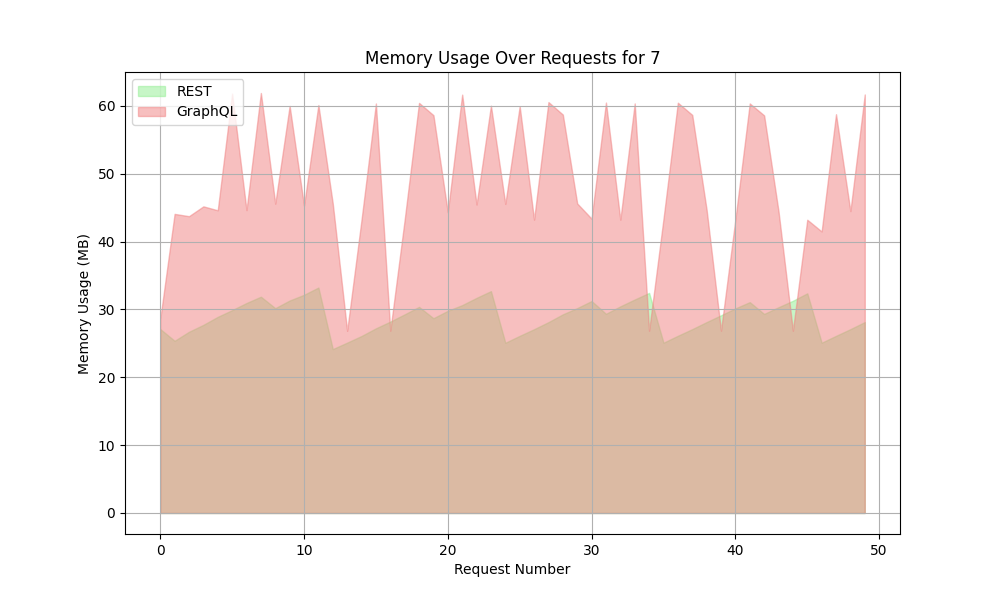 Memory Usage Over Requests for 7
REST
GraphQL
60
50
40
30
20
10
0
Memory Usage (MB)
0 10 20 30 40 50
Request Number